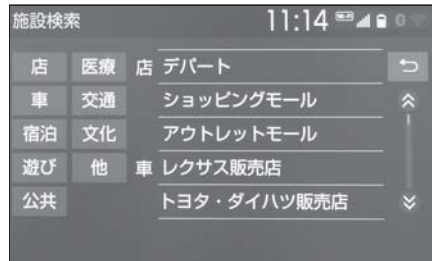 施設検索 11:14
店 医療 店 デパート
車 交通 ショッピングモール
宿泊 文化 アウトレットモール
遊び 他 車 レクサス販売店
公共 トヨタ・ダイハツ販売店